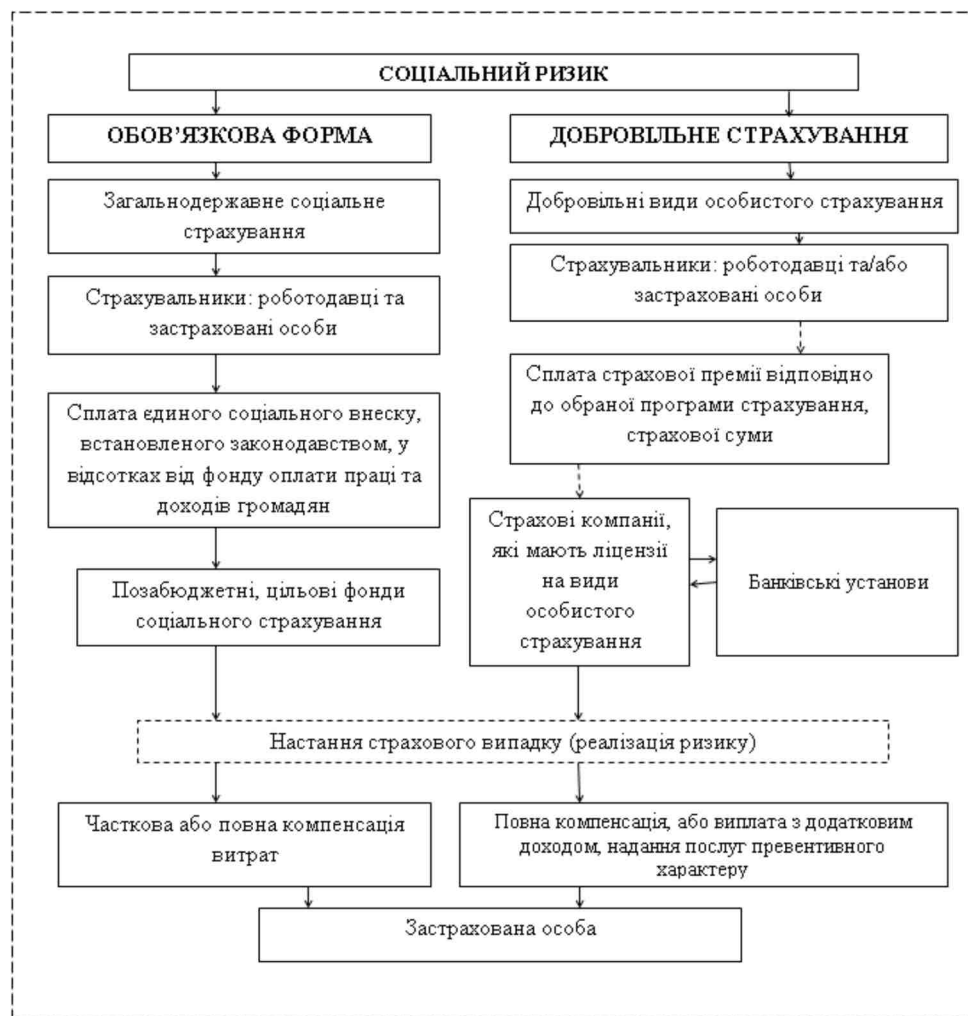 СОЦІАЛЬНИЙ РИЗИК
ОБОВ’ЯЗКОВА ФОРМА
Загальнодержавне соціальне
страхування
Страхувальники: роботодавці та
застраховані особи
Сплата єдиного соціального внеску,
встановленого законодавством, у
відсотках від фонду оплати праці та
доходів громадян
Позабюджетні, цільові фонди
соціального страхування
ДОБРОВІЛЬНЕ СТРАХУВАННЯ
Добровільні види особистого страхування
Страхувальники: роботодавці та/або
застраховані особи
Сплата страхової премії відповідно
до обраної програми страхування,
страхової суми
Страхові компанії,
які мають ліцензії
на види
особистого
страхування
Банківські установи
Настання страхового випадку (реалізація ризику)
Часткова або повна компенсація
витрат
Повна компенсація, або виплата з додатковим
доходом, надання послуг превентивного
характеру
Застрахована особа